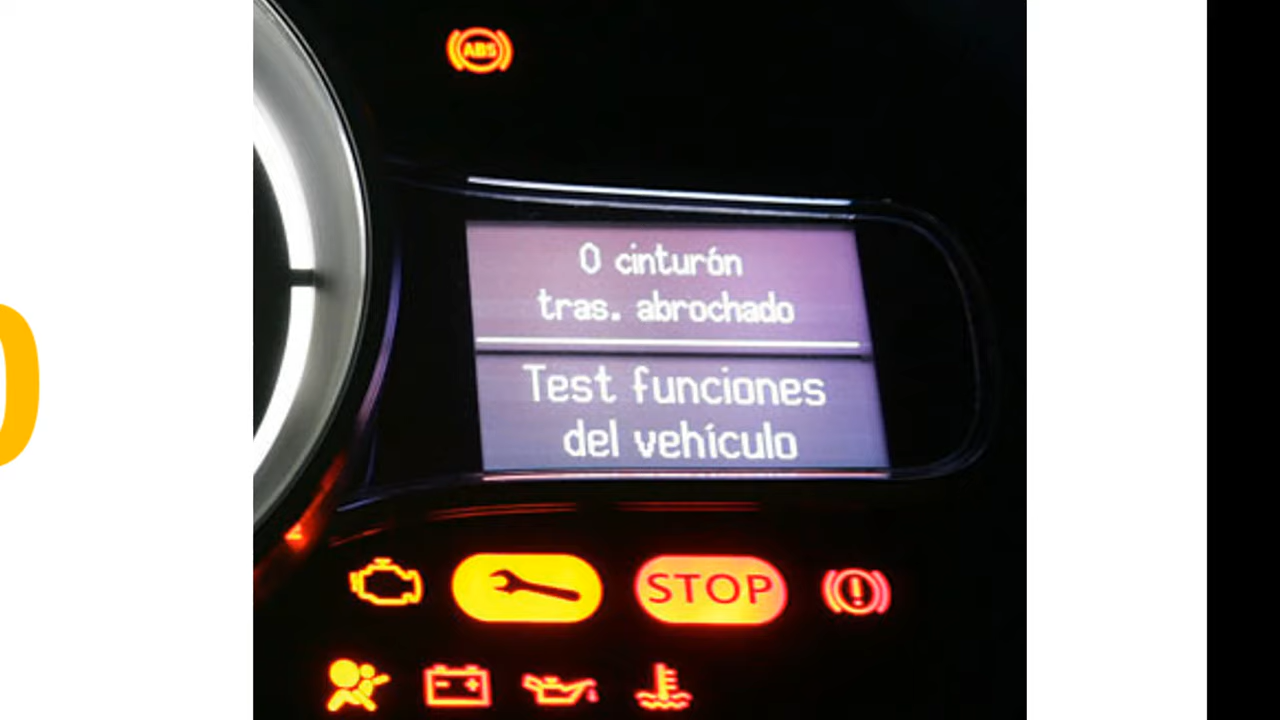 ABS
0 cinturón
tras. abrochado
Test funciones
del vehículo
STOP